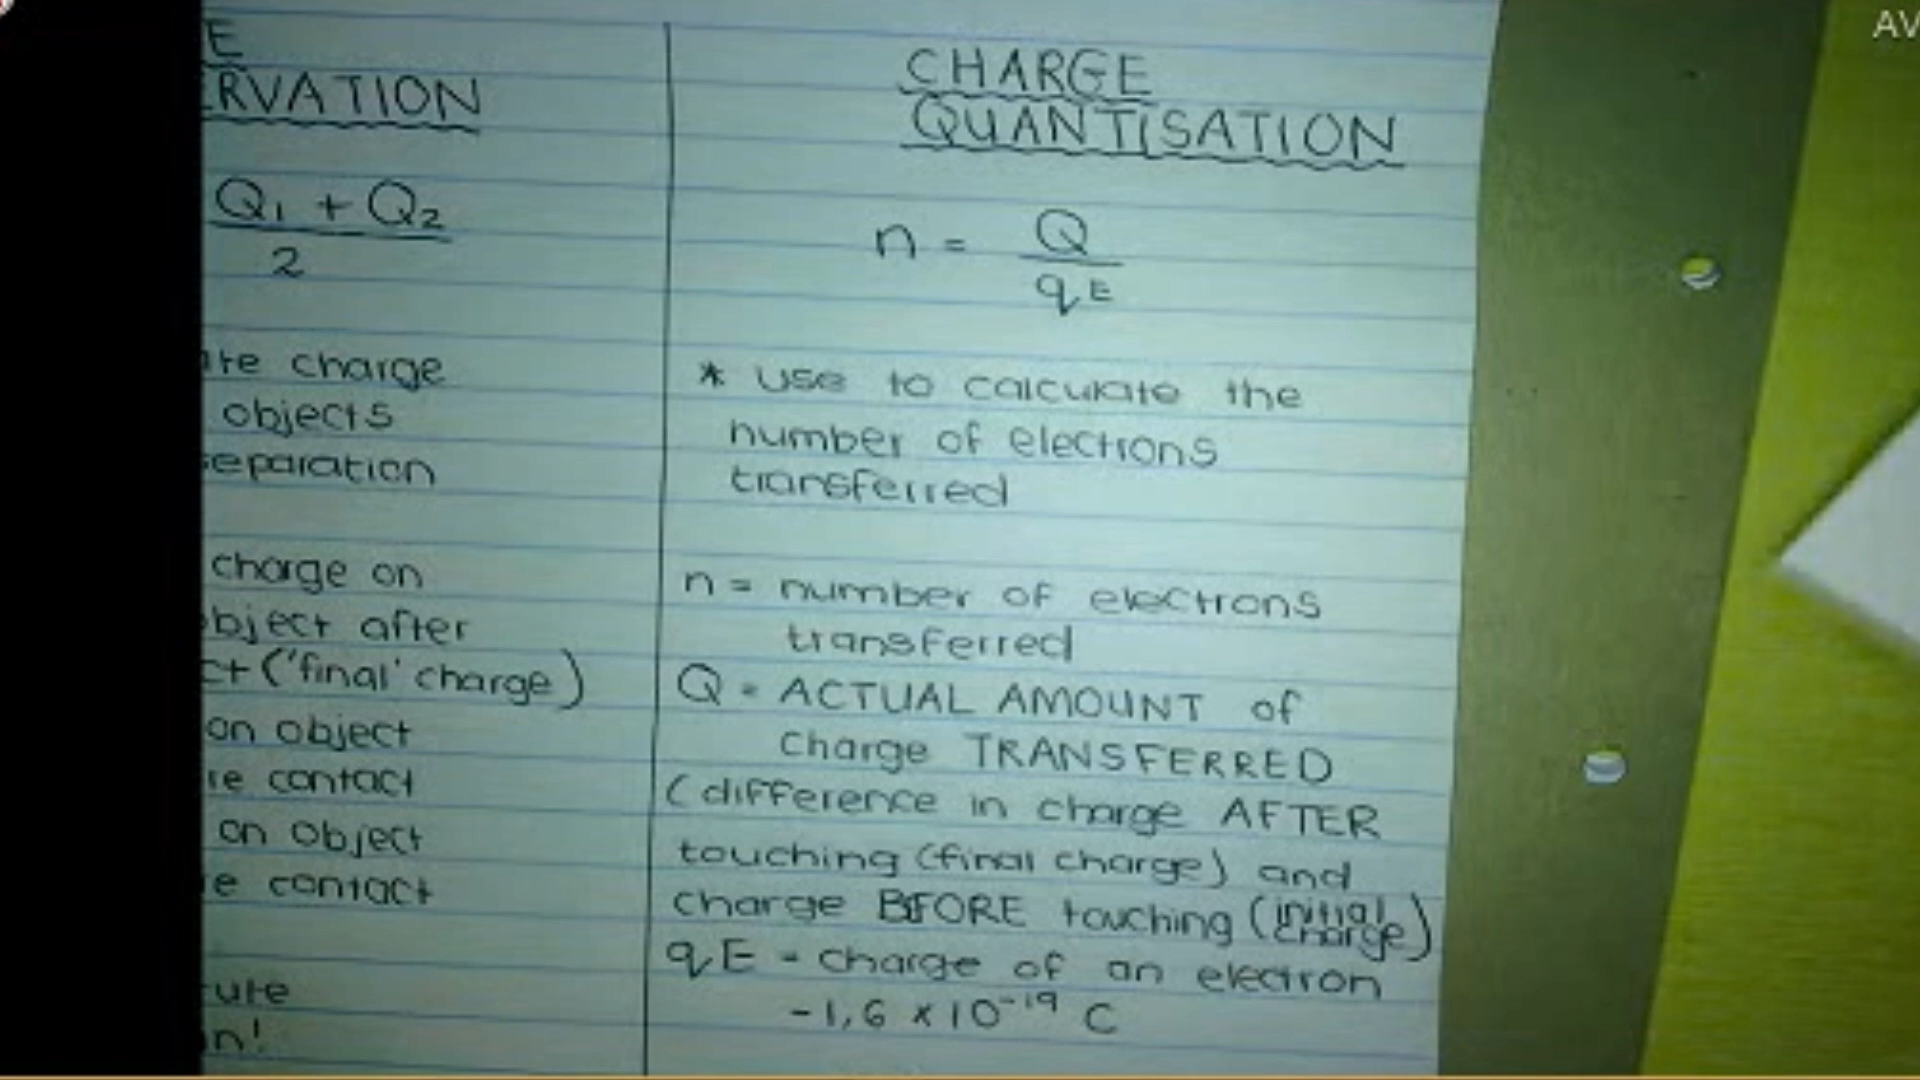 E
ERVATION
Q₁ + Q₂
2
charge
objects
separation
charge on
object after
ct ('final' charge)
on object
re contact
on object
e contact
ute
n!
CHARGE
QUANTISATION
n = Q
qE
* use to calculate the
number of electrons
transferred
n = number of electrons
transferred
Q = ACTUAL AMOUNT of
charge TRANSFERRED
(difference in charge AFTER
touching (final charge) and
charge BEFORE touching (initial charge)
qE = charge of an electron
-1,6 × 10⁻¹⁹ C
AV